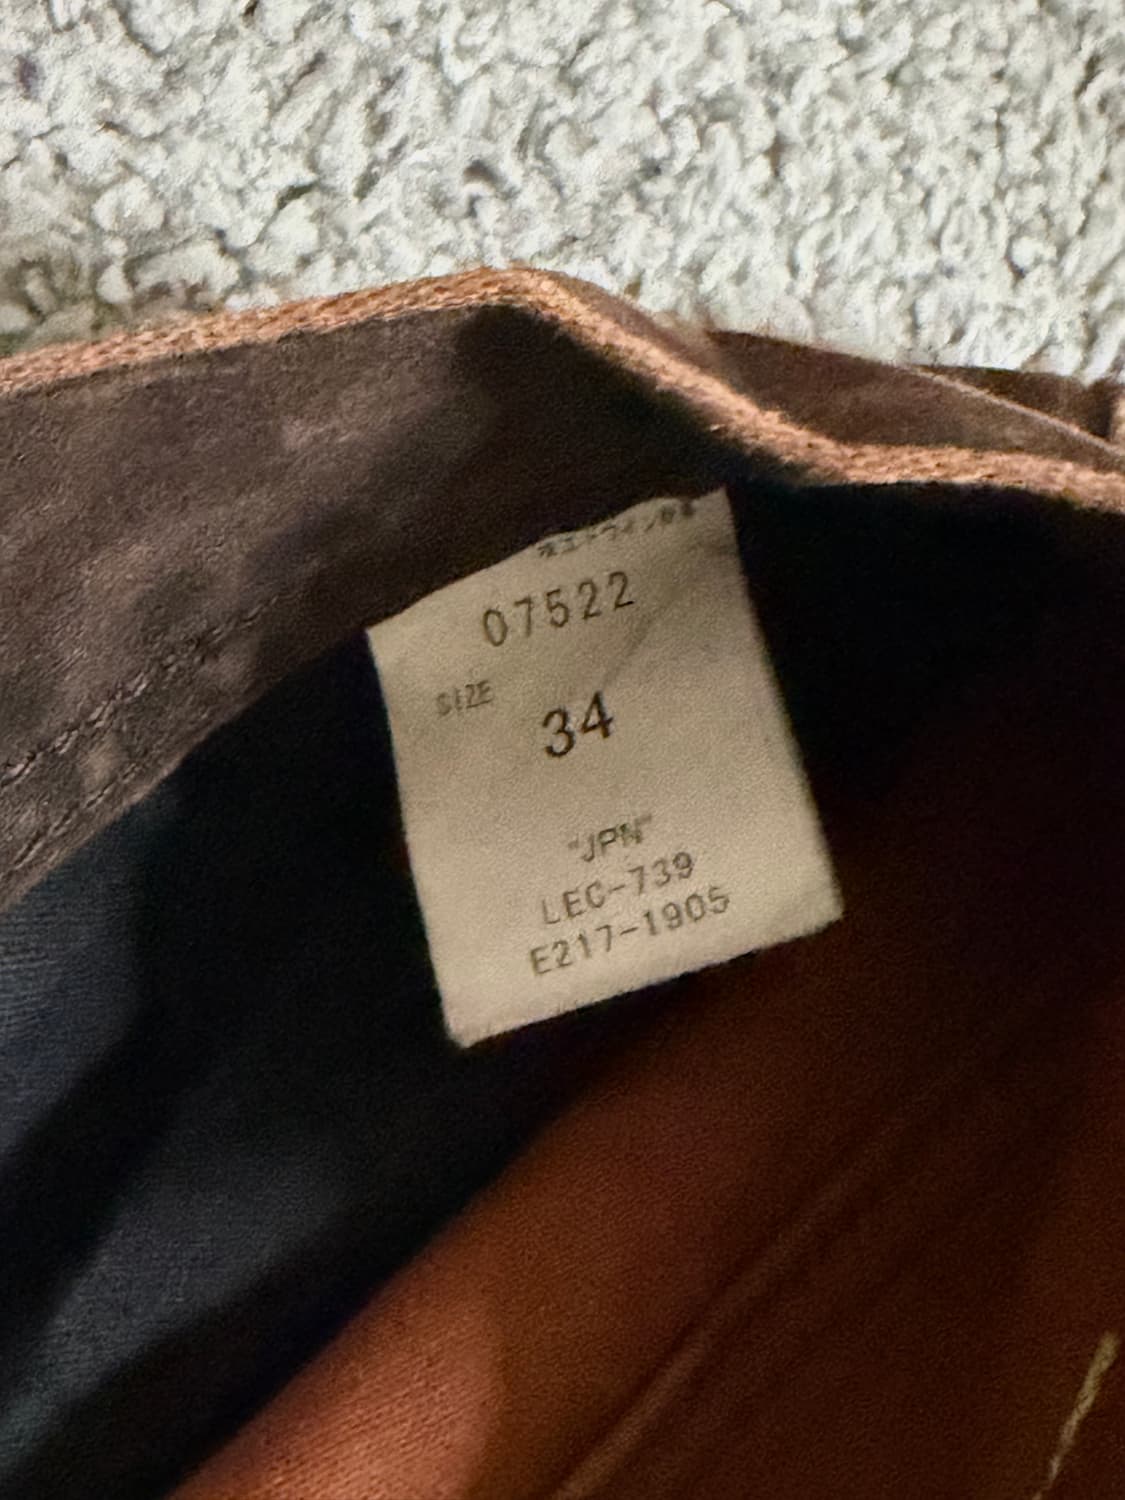 07522
SIZE
34
"JPN"
LEC-739
E217-1905